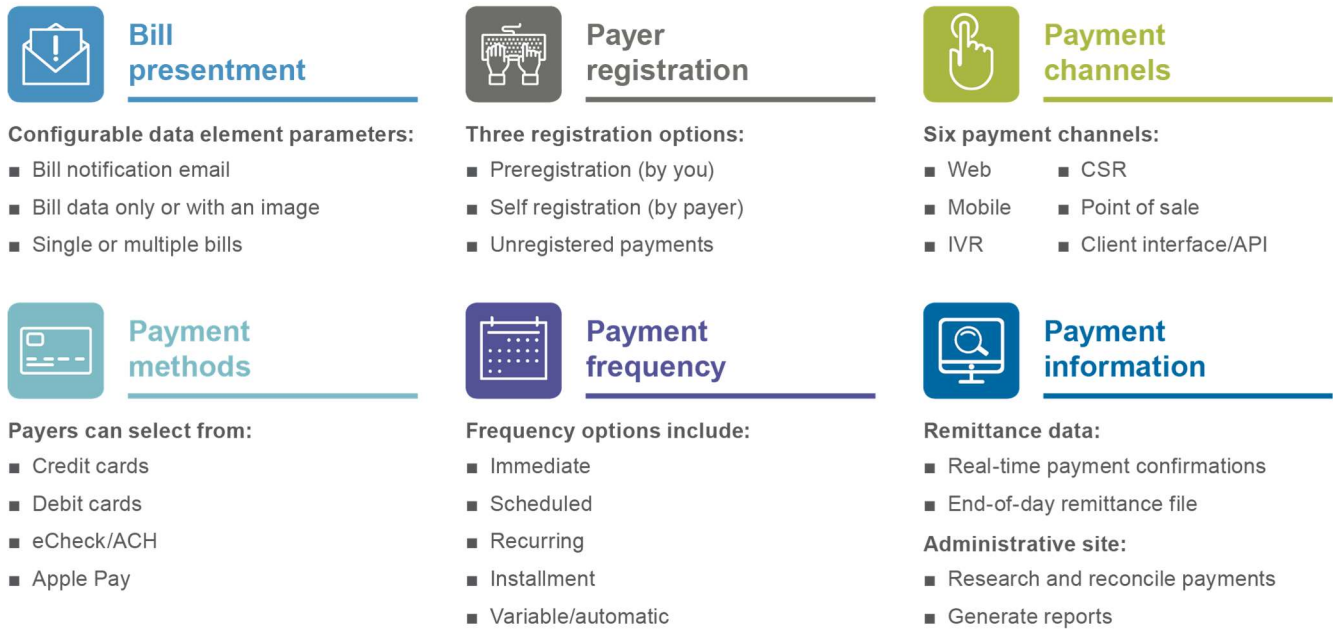 Bill
presentment
Configurable data element parameters:
■ Bill notification email
■ Bill data only or with an image
■ Single or multiple bills
Payer
registration
Three registration options:
■ Preregistration (by you)
■ Self registration (by payer)
■ Unregistered payments
Payment
channels
Six payment channels:
■ Web ■ CSR
■ Mobile ■ Point of sale
■ IVR ■ Client interface/API
Payment
methods
Payers can select from:
■ Credit cards
■ Debit cards
■ eCheck/ACH
■ Apple Pay
Payment
frequency
Frequency options include:
■ Immediate
■ Scheduled
■ Recurring
■ Installment
■ Variable/automatic
Payment
information
Remittance data:
■ Real-time payment confirmations
■ End-of-day remittance file
Administrative site:
■ Research and reconcile payments
■ Generate reports